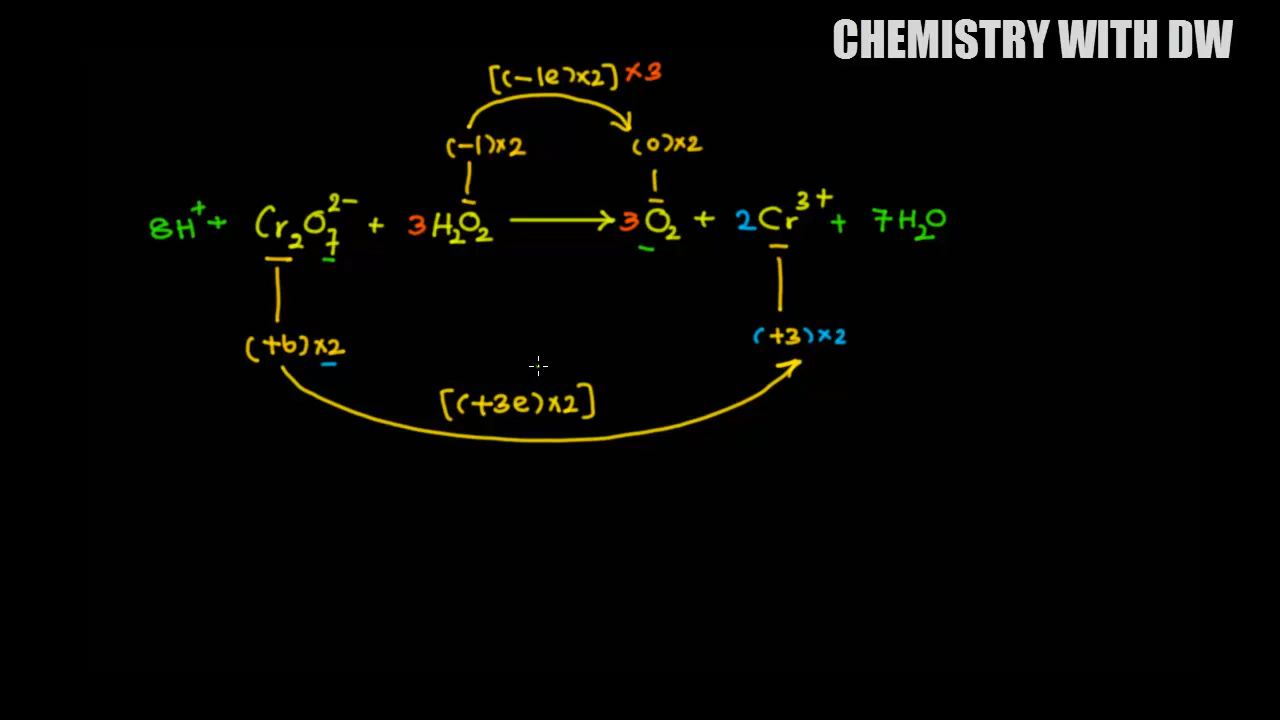 CHEMISTRY WITH DW
[(-1e)×2]×3
(-1)×2 (0)×2
8H⁺ + Cr₂O₇²⁻ + 3H₂O₂ ⟶ 3O₂ + 2Cr³⁺ + 7H₂O
(+6)×2 (+3)×2
[(+3e)×2]